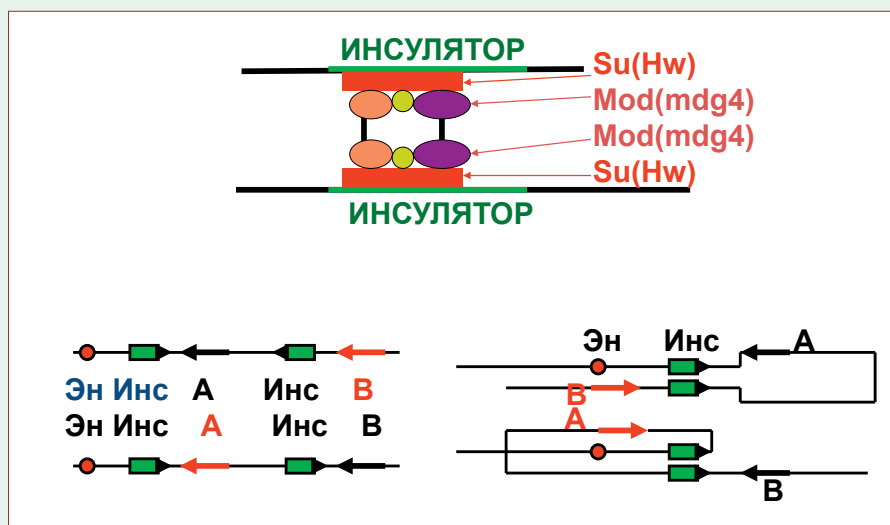 ИНСУЛЯТОР
Su(Hw)
Mod(mdg4)
Mod(mdg4)
Su(Hw)
ИНСУЛЯТОР
Эн Инс А Инс В
Эн Инс А Инс В
Эн Инс А
В
А
В